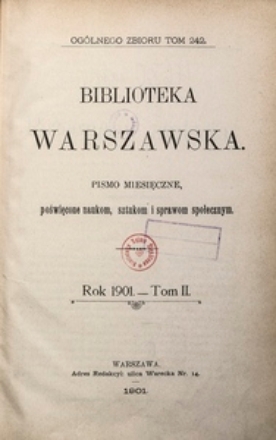 OGÓLNEGO ZBIORU TOM 242.
BIBLIOTEKA
WARSZAWSKA.
PISMO MIESIĘCZNE,
poświęcone naukom, sztukom i sprawom społecznym.
Rok 1901. — Tom II.
WARSZAWA.
Adres Redakcyi: ulica Warecka Nr. 14.
1901.